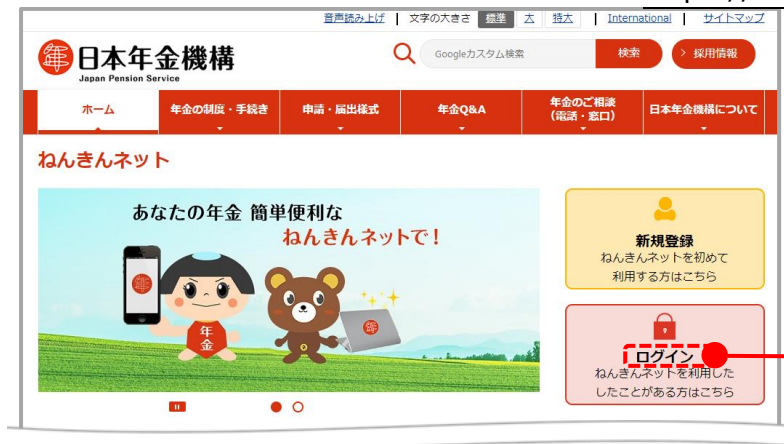 音声読み上げ | 文字の大きさ 標準 大 特大 | International | サイトマップ
年 日本年金機構
Japan Pension Service
Googleカスタム検索 検索 > 採用情報
ホーム 年金の制度・手続き 申請・届出様式 年金Q&A 年金のご相談 (電話・窓口) 日本年金機構について
ねんきんネット
あなたの年金 簡単便利な
ねんきんネットで!
年
年金
年
新規登録
ねんきんネットを初めて
利用する方はこちら
ログイン
ねんきんネットを利用した
したことがある方はこちら